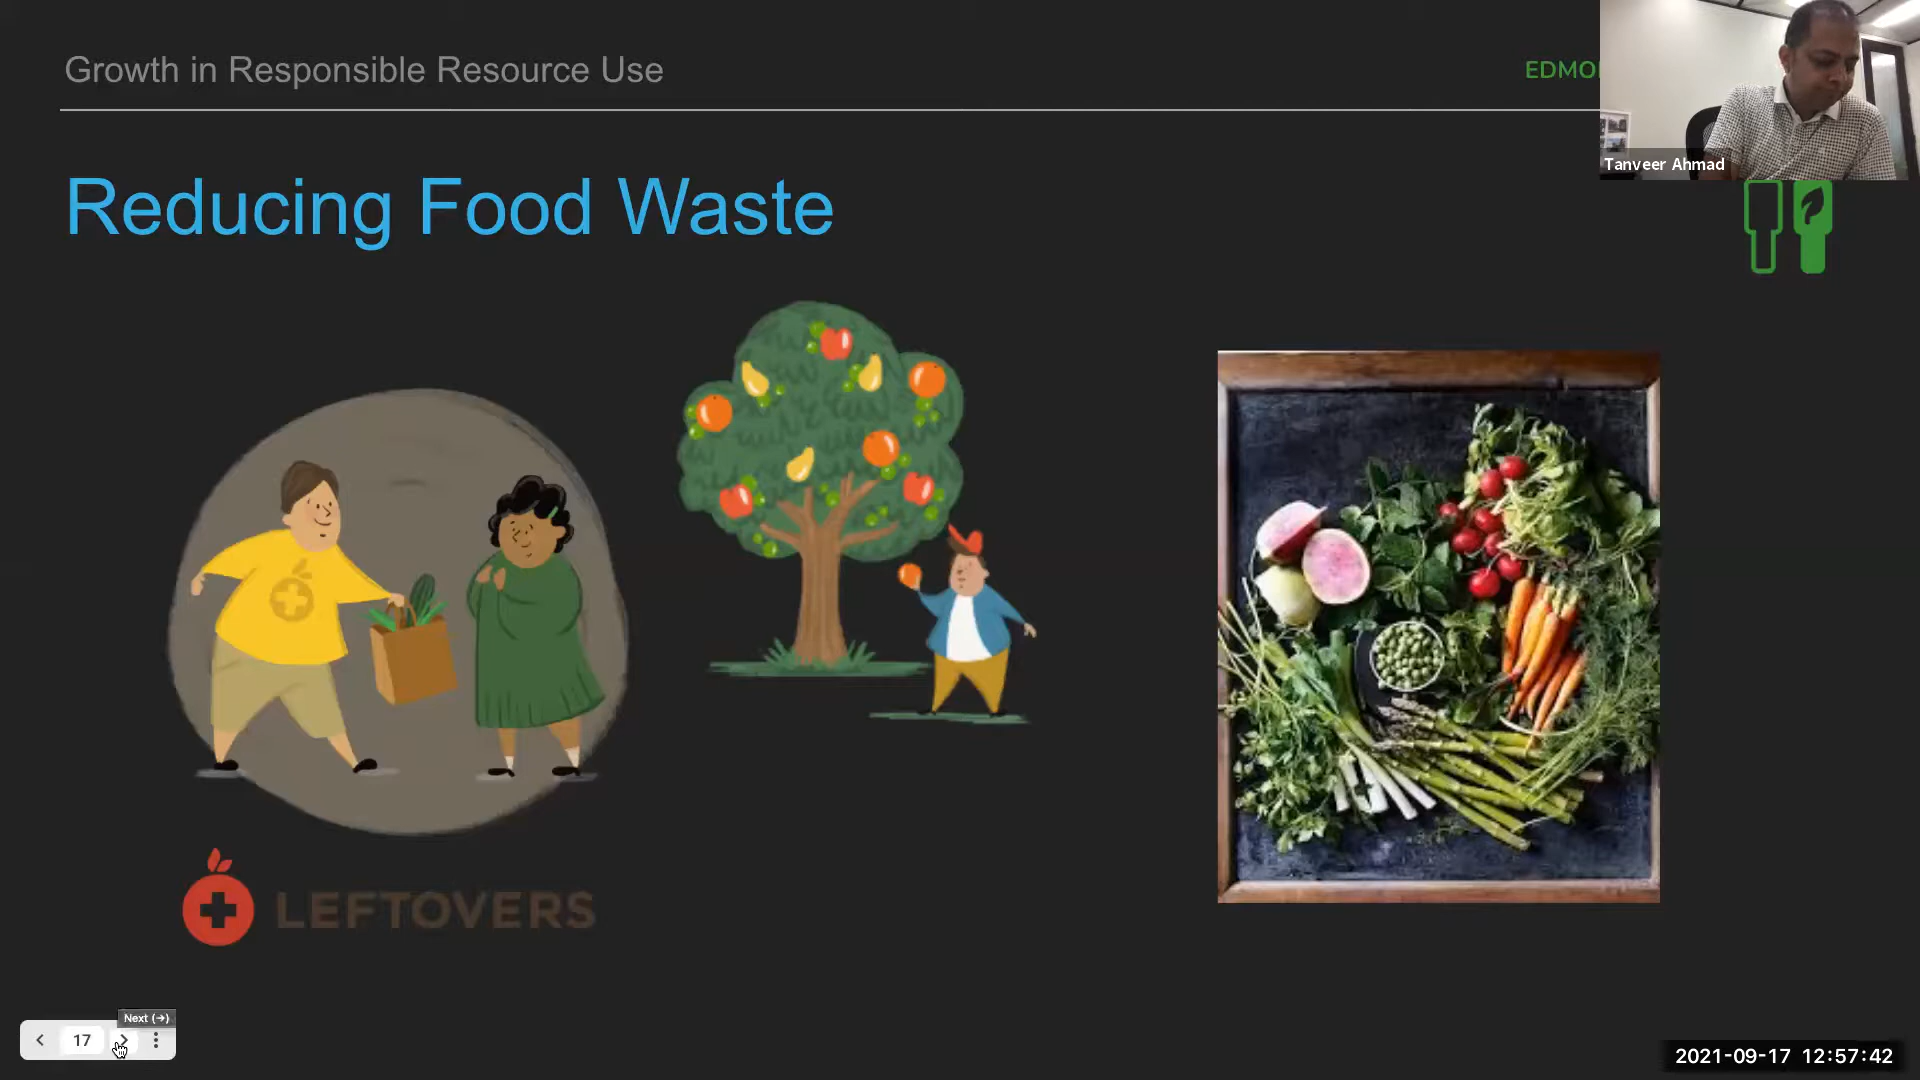 Growth in Responsible Resource Use
EDMO
Tanveer Ahmad
Reducing Food Waste
LEFTOVERS
Next (→)
17
2021-09-17 12:57:42